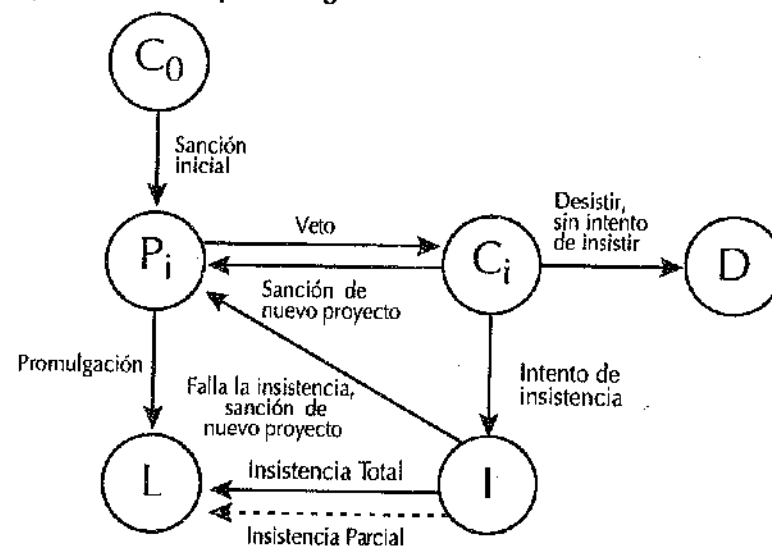 C0
Sanción
inicial
Pi
Veto
Ci
Desistir,
sin intento
de insistir
D
Sanción de
nuevo proyecto
Promulgación
Falla la insistencia,
sanción de
nuevo proyecto
Intento de
insistencia
L
Insistencia Total
I
Insistencia Parcial